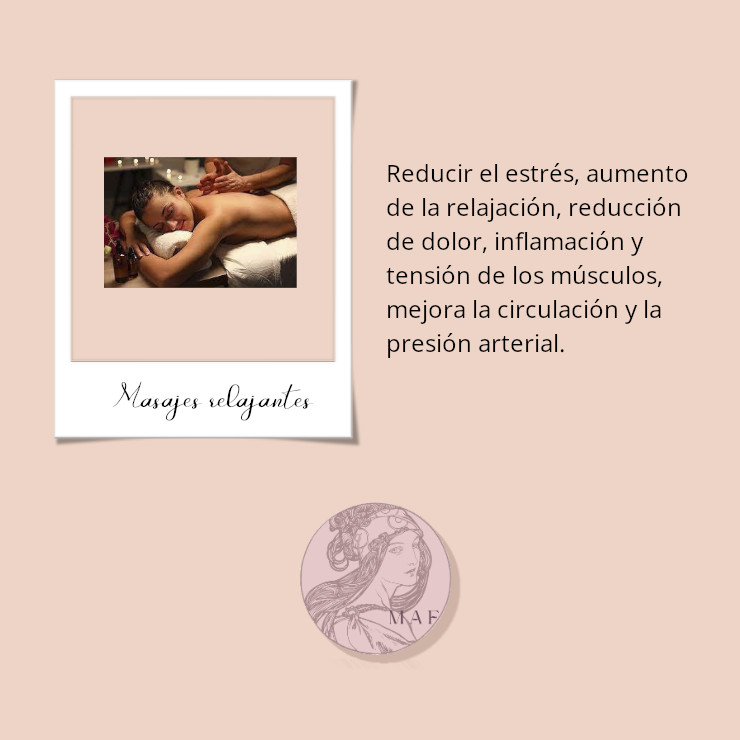 Reducir el estrés, aumento
de la relajación, reducción
de dolor, inflamación y
tensión de los músculos,
mejora la circulación y la
presión arterial.
Masajes relajantes